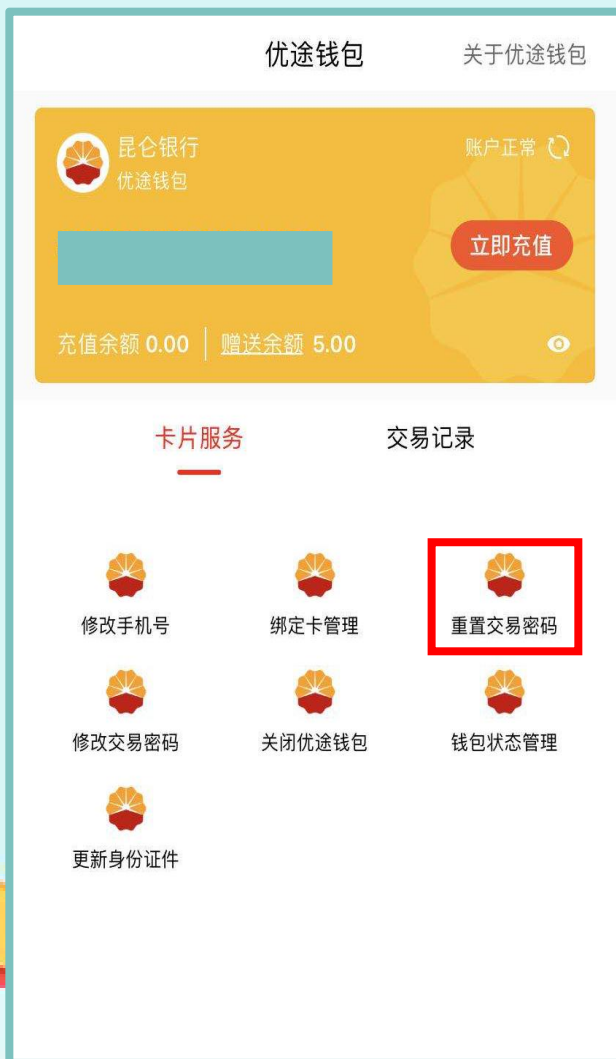 优途钱包 关于优途钱包
昆仑银行 账户正常
优途钱包
立即充值
充值余额 0.00 赠送余额 5.00
卡片服务 交易记录
修改手机号 绑定卡管理 重置交易密码
修改交易密码 关闭优途钱包 钱包状态管理
更新身份证件